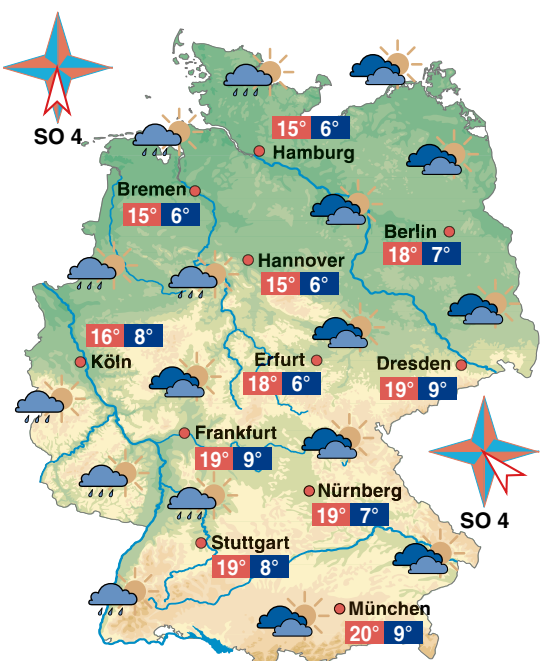 SO 4
15° 6°
Hamburg
Bremen
15° 6°
Berlin
18° 7°
Hannover
15° 6°
16° 8°
Köln
Erfurt
18° 6°
Dresden
19° 9°
Frankfurt
19° 9°
Nürnberg
19° 7°
SO 4
Stuttgart
19° 8°
München
20° 9°